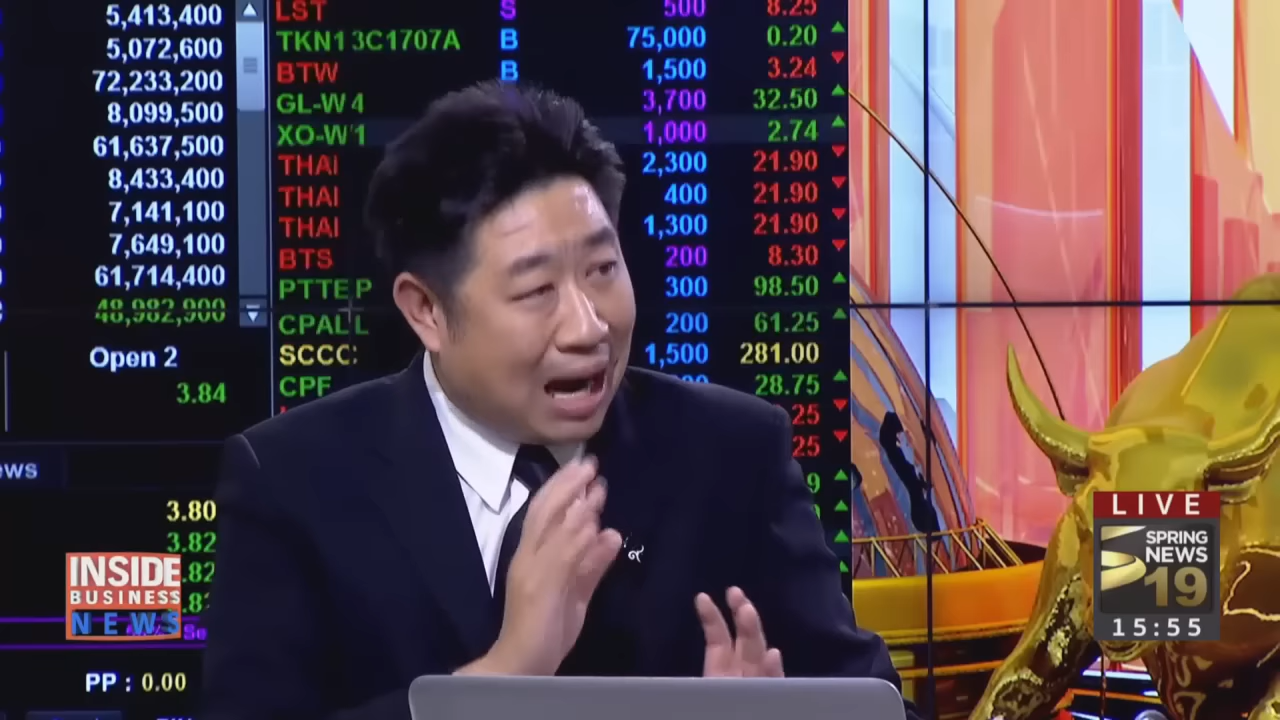 5,413,400
5,072,600
72,233,200
8,099,500
61,637,500
8,433,400
7,141,100
7,649,100
61,714,400
48,982,900
Open 2
3.84
ews
3.80
3.82
.82
PP : 0.00
LST S 500 8.25
TKN13C1707A B 75,000 0.20
BTW B 1,500 3.24
GL-W4 3,700 32.50
XO-W1 1,000 2.74
THAI 2,300 21.90
THAI 400 21.90
THAI 1,300 21.90
BTS 200 8.30
PTTEP 300 98.50
CPALL 200 61.25
SCCC 1,500 281.00
CPF 28.75
25
25
9
INSIDE
BUSINESS
NEWS
LIVE
SPRING
NEWS
19
15:55